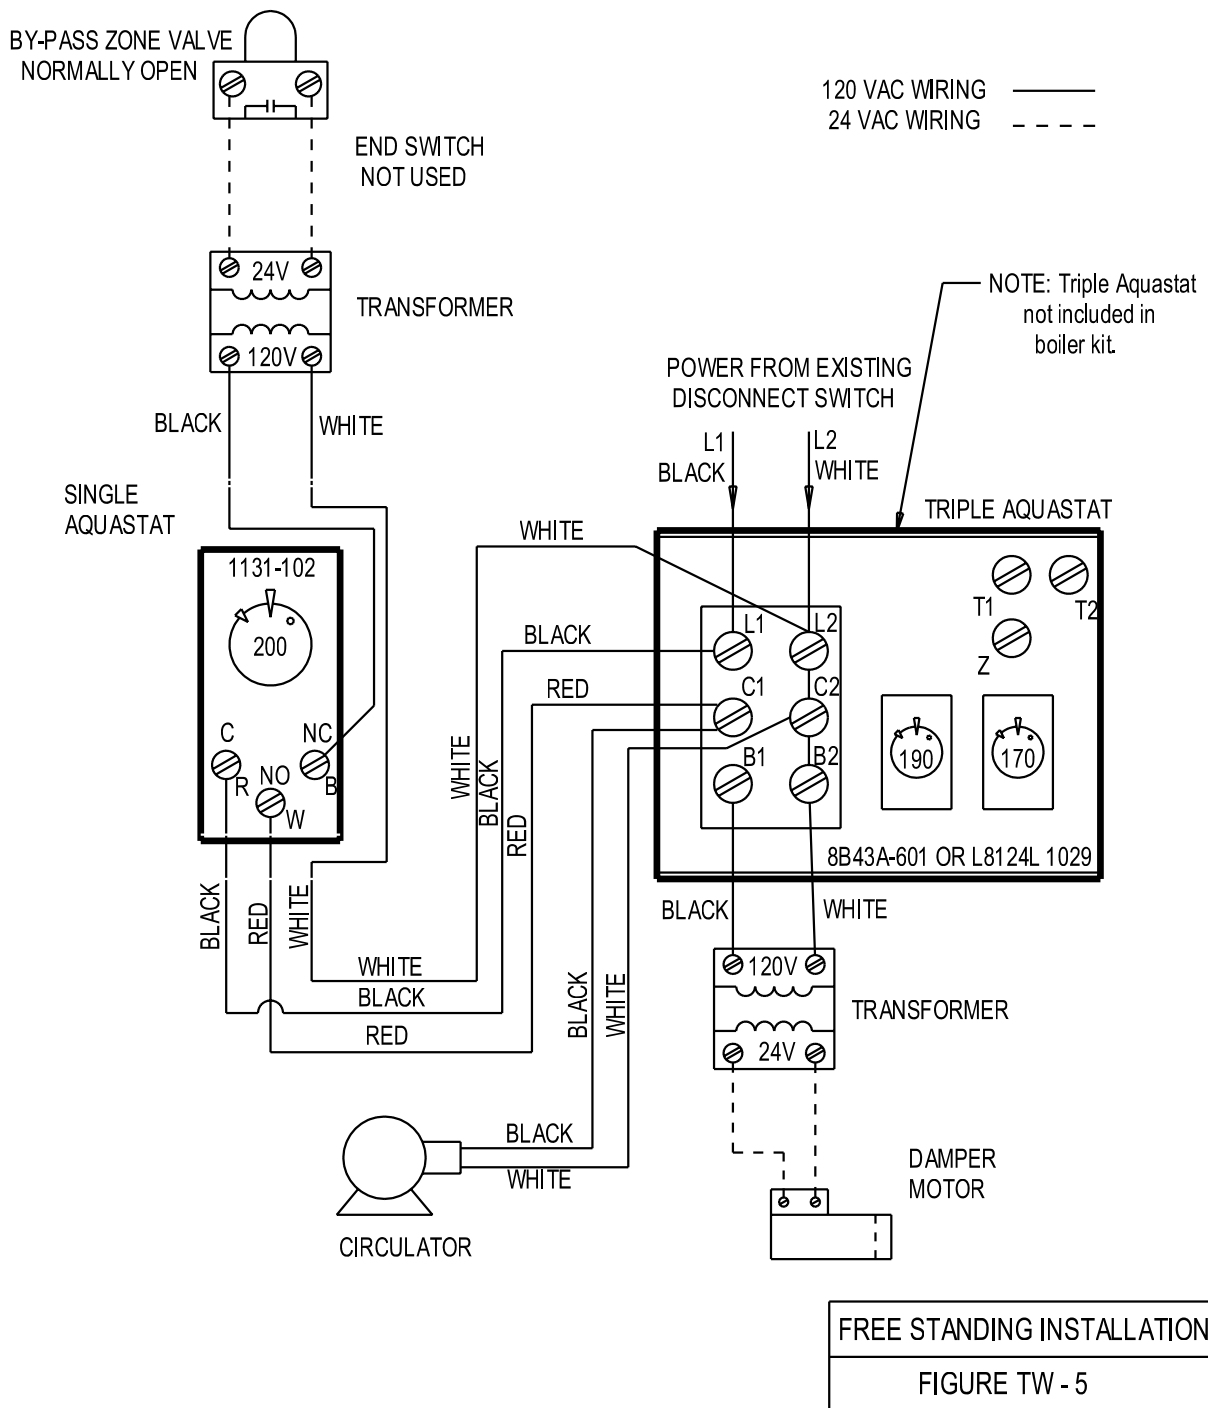 BY-PASS ZONE VALVE
NORMALLY OPEN
120 VAC WIRING
24 VAC WIRING
END SWITCH
NOT USED
24V
TRANSFORMER
120V
NOTE: Triple Aquastat
not included in
boiler kit.
POWER FROM EXISTING
DISCONNECT SWITCH
BLACK
WHITE
L1
BLACK
L2
WHITE
SINGLE
AQUASTAT
TRIPLE AQUASTAT
WHITE
1131-102
200
C
R
NO
W
NC
B
BLACK
RED
L1
L2
C1
C2
B1
B2
T1
T2
Z
190
170
8B43A-601 OR L8124L 1029
WHITE
BLACK
RED
BLACK
RED
WHITE
WHITE
BLACK
RED
BLACK
WHITE
BLACK
WHITE
120V
TRANSFORMER
24V
BLACK
WHITE
CIRCULATOR
DAMPER
MOTOR
FREE STANDING INSTALLATION
FIGURE TW - 5